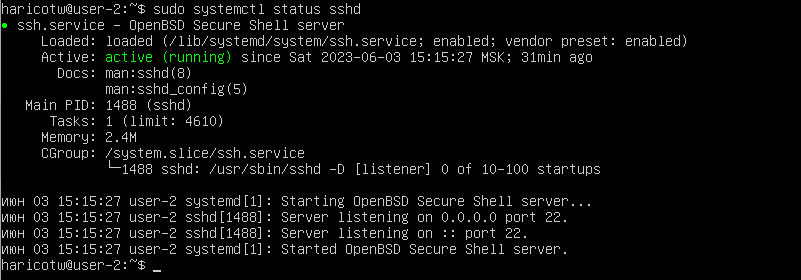 haricotw@user-2:~$ sudo systemctl status sshd
● ssh.service - OpenBSD Secure Shell server
     Loaded: loaded (/lib/systemd/system/ssh.service; enabled; vendor preset: enabled)
     Active: active (running) since Sat 2023-06-03 15:15:27 MSK; 31min ago
       Docs: man:sshd(8)
             man:sshd_config(5)
   Main PID: 1488 (sshd)
      Tasks: 1 (limit: 4610)
     Memory: 2.4M
     CGroup: /system.slice/ssh.service
             └─1488 sshd: /usr/sbin/sshd -D [listener] 0 of 10-100 startups
июн 03 15:15:27 user-2 systemd[1]: Starting OpenBSD Secure Shell server...
июн 03 15:15:27 user-2 sshd[1488]: Server listening on 0.0.0.0 port 22.
июн 03 15:15:27 user-2 sshd[1488]: Server listening on :: port 22.
июн 03 15:15:27 user-2 systemd[1]: Started OpenBSD Secure Shell server.
haricotw@user-2:~$ _